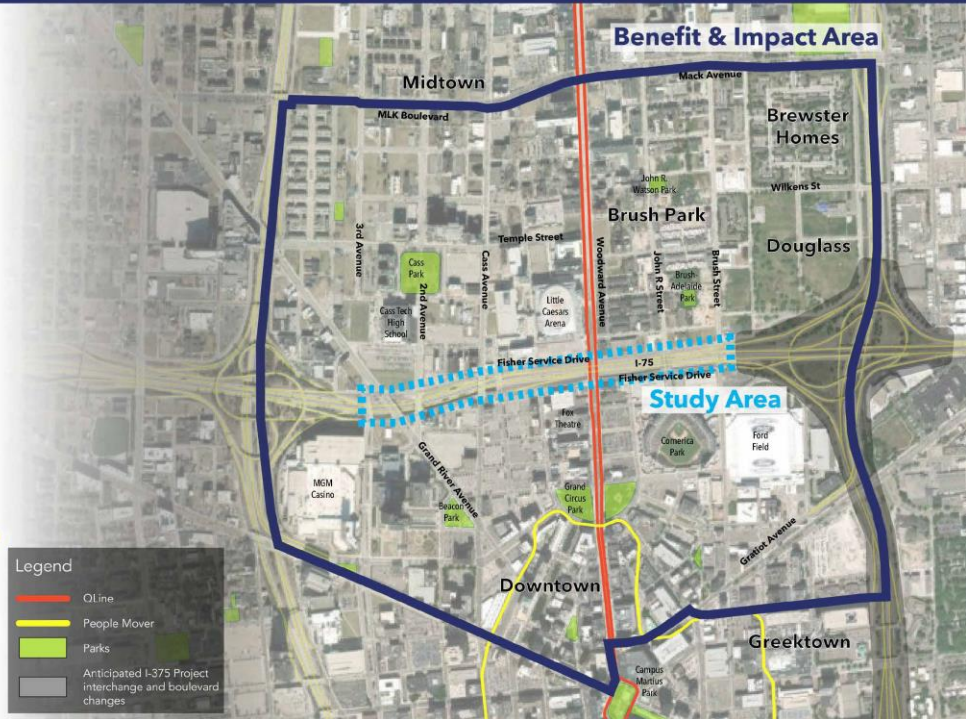 Benefit & Impact Area
Midtown
Mack Avenue
MLK Boulevard
Brewster
Homes
John R.
Watson Park
Wilkens St
Brush Park
3rd Avenue
Temple Street
Cass Avenue
Woodward Avenue
John R Street
Brush Street
Douglass
Cass
Park
2nd Avenue
Brush
Adelaide
Park
Cass Tech
High
School
Little
Caesars
Arena
Fisher Service Drive
I-75
Fisher Service Drive
Study Area
Fox
Theatre
Comerica
Park
Ford
Field
Grand River Avenue
MGM
Casino
Beacon
Park
Grand
Circus
Park
Gratiot Avenue
Downtown
Greektown
Campus
Martius
Park
Legend
QLine
People Mover
Parks
Anticipated I-375 Project
interchange and boulevard
changes